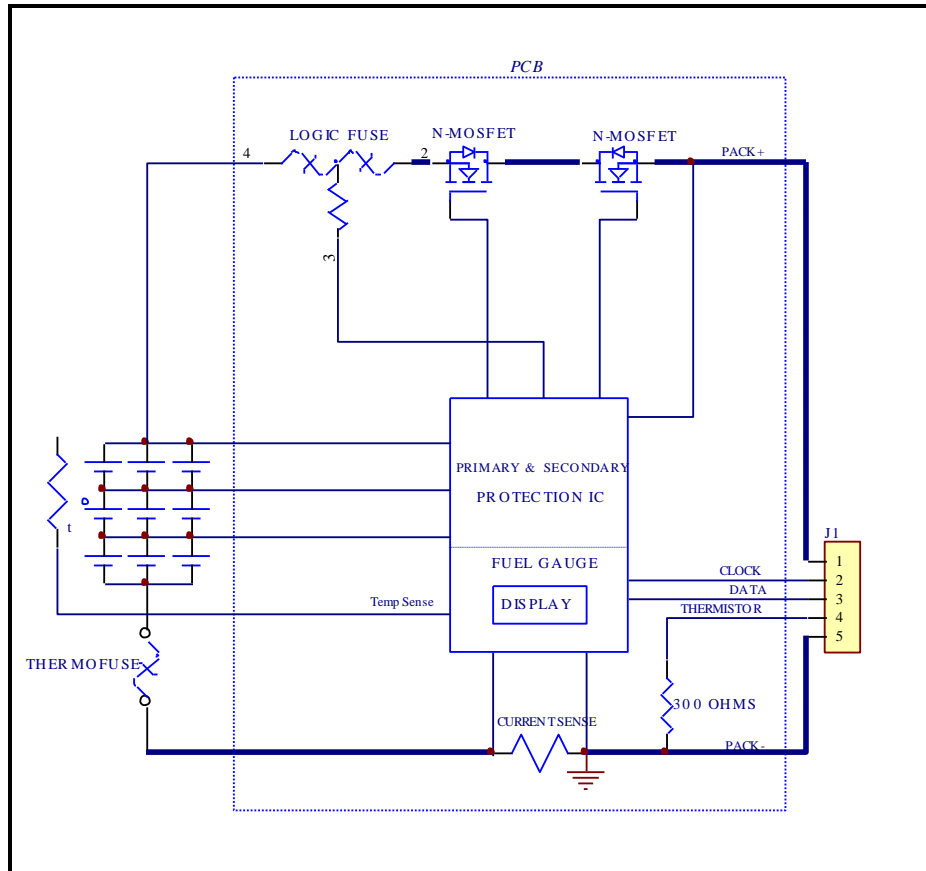 PCB
LOGIC FUSE
N-MOSFET
N-MOSFET
4
2
PACK+
3
PRIMARY & SECONDARY
PROTECTION IC
t
J1
FUEL GAUGE
1
CLOCK
2
DATA
3
DISPLAY
Temp Sense
THERMISTOR
4
5
THERMOFUSE
300 OHMS
CURRENT SENSE
PACK-